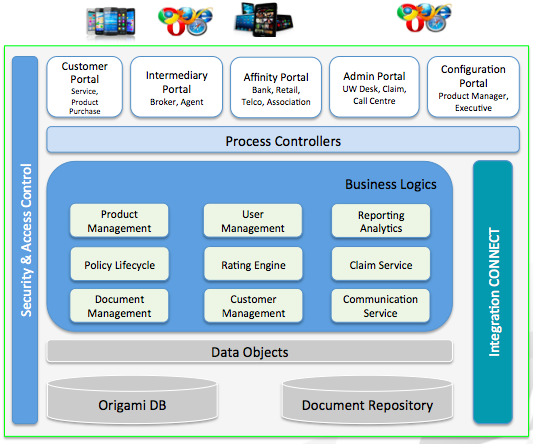 Customer
Portal
Service,
Product
Purchase
Intermediary
Portal
Broker, Agent
Affinity Portal
Bank, Retail,
Telco, Association
Admin Portal
UW Desk, Claim,
Call Centre
Configuration
Portal
Product Manager,
Executive
Security & Access Control
Process Controllers
Business Logics
Product
Management
User
Management
Reporting
Analytics
Policy Lifecycle
Rating Engine
Claim Service
Document
Management
Customer
Management
Communication
Service
Integration CONNECT
Data Objects
Origami DB
Document Repository